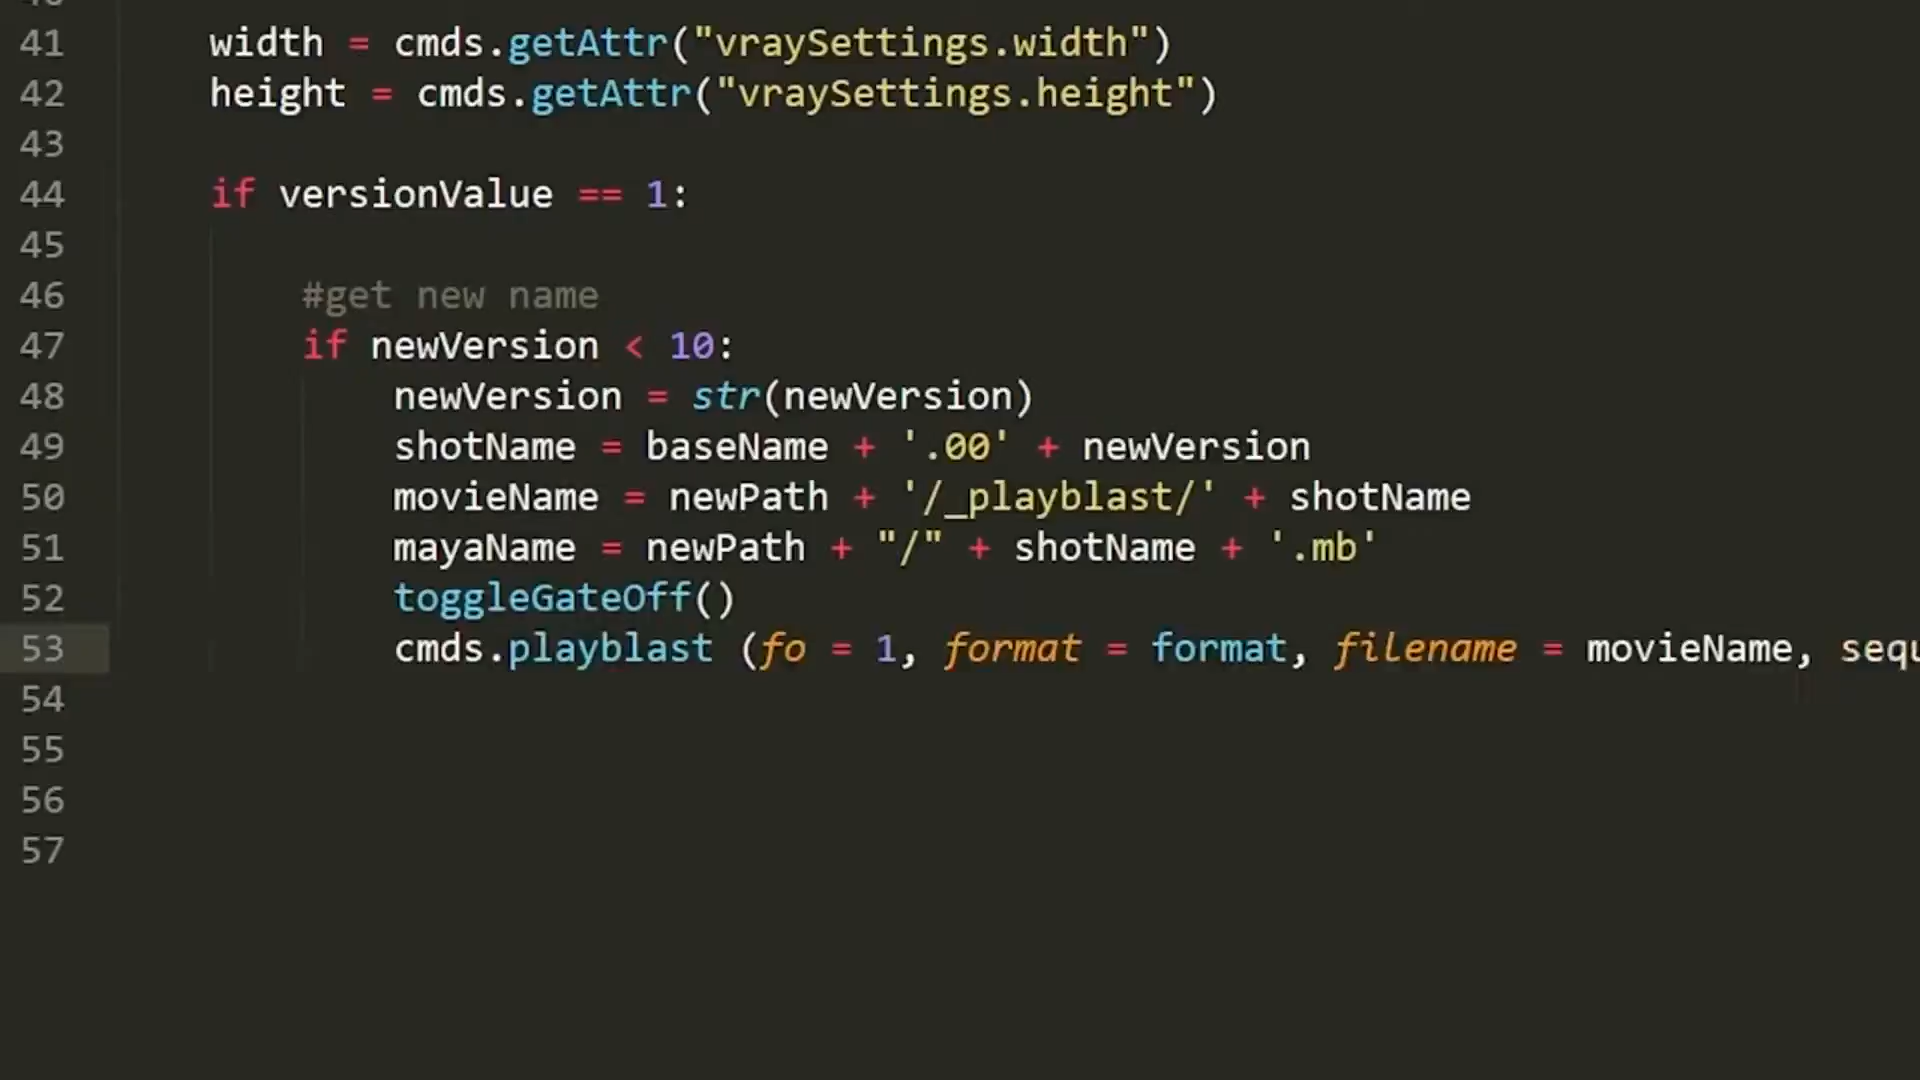 41 width = cmds.getAttr("vraySettings.width")
42 height = cmds.getAttr("vraySettings.height")
43
44 if versionValue == 1:
45
46 #get new name
47 if newVersion < 10:
48 newVersion = str(newVersion)
49 shotName = baseName + '.00' + newVersion
50 movieName = newPath + '/_playblast/' + shotName
51 mayaName = newPath + "/" + shotName + '.mb'
52 toggleGateOff()
53 cmds.playblast (fo = 1, format = format, filename = movieName, sequ
54
55
56
57